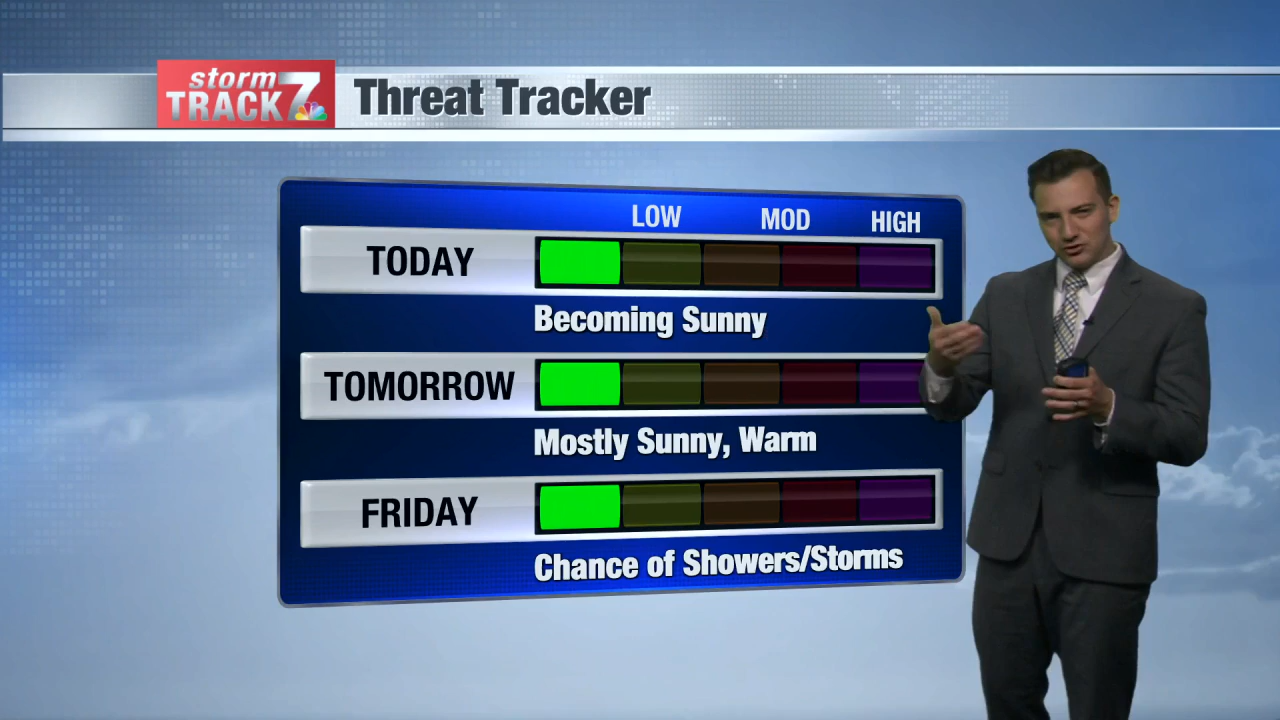 storm
TRACK 7
Threat Tracker
LOW MOD HIGH
TODAY
Becoming Sunny
TOMORROW
Mostly Sunny, Warm
FRIDAY
Chance of Showers/Storms